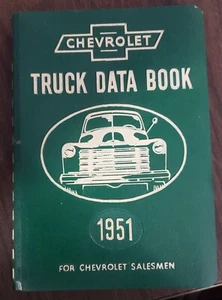 CHEVROLET
TRUCK DATA BOOK
1951
FOR CHEVROLET SALESMEN